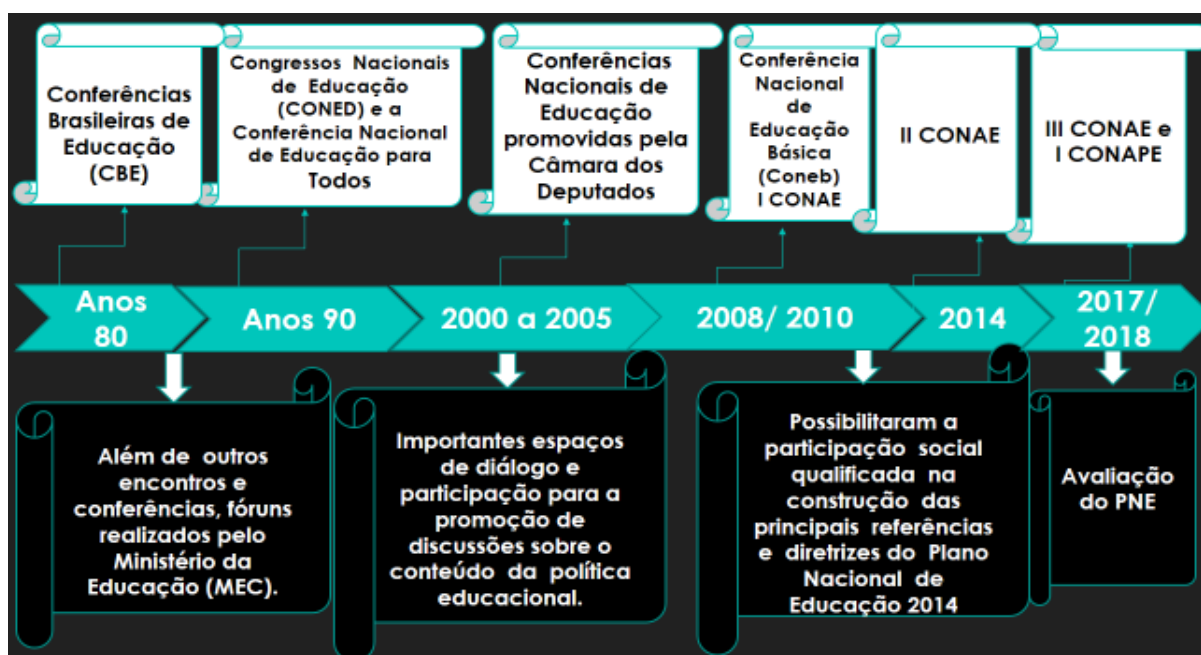 Conferências
Brasileiras de
Educação
(CBE)
Congressos Nacionais
de Educação
(CONED) e a
Conferência Nacional
de Educação para
Todos
Conferências
Nacionais de
Educação
promovidas pela
Câmara dos
Deputados
Conferência
Nacional
de
Educação
Básica
(Coneb)
I CONAE
II CONAE
III CONAE e
I CONAPE
Anos
80
Anos 90
2000 a 2005
2008/ 2010
2014
2017/
2018
Além de outros
encontros e
conferências, fóruns
realizados pelo
Ministério da
Educação (MEC).
Importantes espaços
de diálogo e
participação para a
promoção de
discussões sobre o
conteúdo da política
educacional.
Possibilitaram a
participação social
qualificada na
construção das
principais referências
e diretrizes do Plano
Nacional de
Educação 2014
Avaliação
do PNE